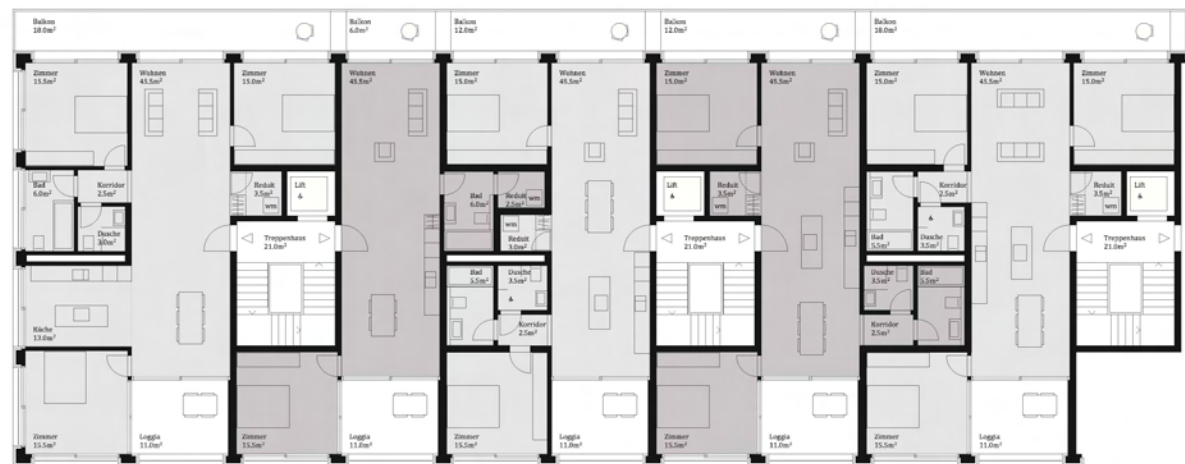 Balkon
18.0m²
Balkon
6.0m²
Balkon
12.0m²
Balkon
12.0m²
Balkon
18.0m²
Zimmer
15.5m²
Wohnen
45.5m²
Zimmer
15.0m²
Wohnen
45.5m²
Zimmer
15.0m²
Wohnen
45.5m²
Zimmer
15.0m²
Wohnen
45.5m²
Zimmer
15.0m²
Wohnen
45.5m²
Zimmer
15.0m²
Bad
6.0m²
Korridor
2.5m²
Reduit
3.5m²
wm
Lift
Bad
6.0m²
Reduit
2.5m²
wm
Lift
Reduit
3.5m²
wm
Korridor
2.5m²
Reduit
3.5m²
wm
Lift
Dusche
3.0m²
Treppenhaus
21.0m²
wm
Reduit
3.0m²
Treppenhaus
21.0m²
Bad
5.5m²
Dusche
3.5m²
Treppenhaus
21.0m²
Bad
5.5m²
Dusche
3.5m²
Dusche
3.5m²
Bad
5.5m²
Küche
13.0m²
Korridor
2.5m²
Korridor
2.5m²
Zimmer
15.5m²
Loggia
11.0m²
Zimmer
15.5m²
Loggia
11.0m²
Zimmer
15.5m²
Loggia
11.0m²
Zimmer
15.5m²
Loggia
11.0m²
Zimmer
15.5m²
Loggia
11.0m²